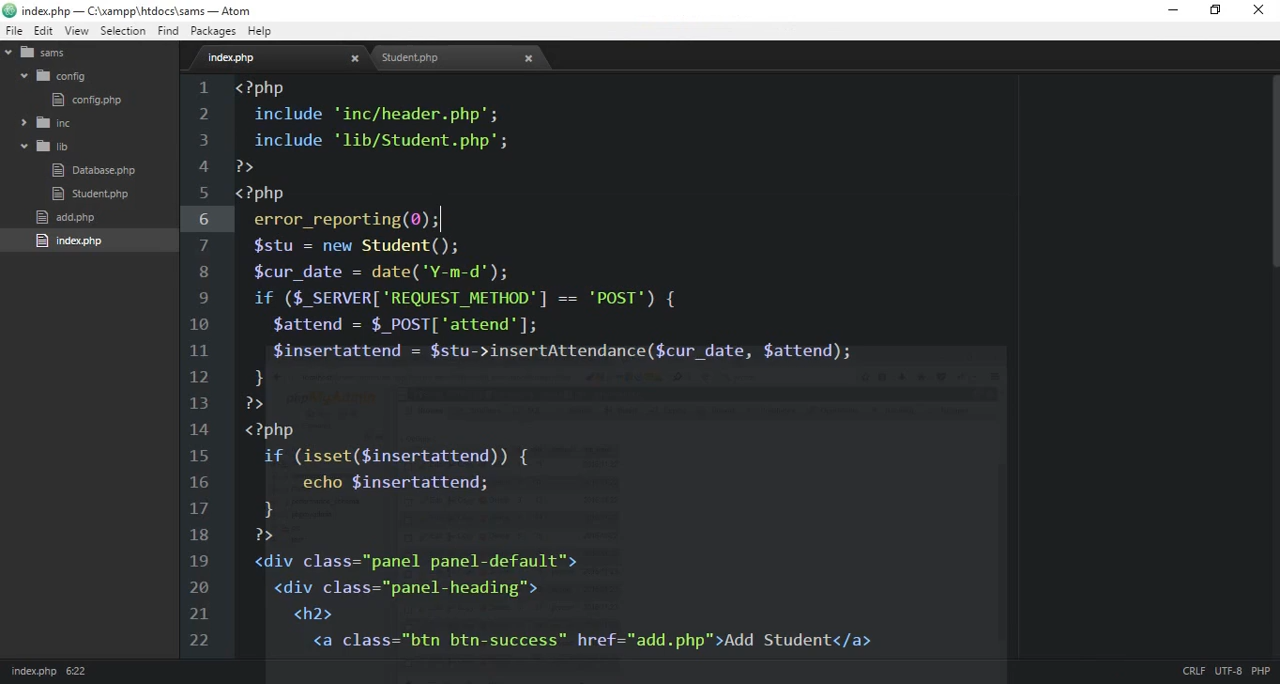 index.php — C:\xampp\htdocs\sams — Atom
File Edit View Selection Find Packages Help
sams
config
config.php
inc
lib
Database.php
Student.php
add.php
index.php
index.php Student.php
1 <?php
2 include 'inc/header.php';
3 include 'lib/Student.php';
4 ?>
5 <?php
6 error_reporting(0);
7 $stu = new Student();
8 $cur_date = date('Y-m-d');
9 if ($_SERVER['REQUEST_METHOD'] == 'POST') {
10 $attend = $_POST['attend'];
11 $insertattend = $stu->insertAttendance($cur_date, $attend);
12 }
13 ?>
14 <?php
15 if (isset($insertattend)) {
16 echo $insertattend;
17 }
18 ?>
19 <div class="panel panel-default">
20 <div class="panel-heading">
21 <h2>
22 <a class="btn btn-success" href="add.php">Add Student</a>
index.php 6:22 CRLF UTF-8 PHP